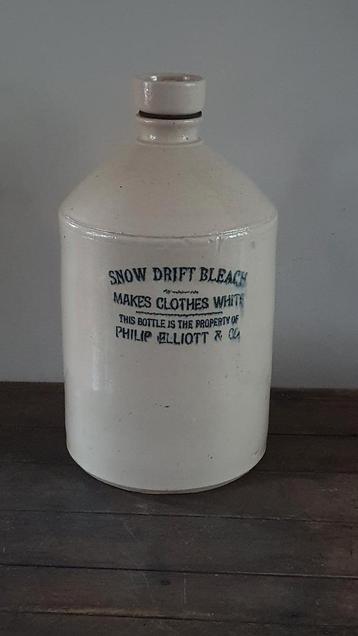 SNOW DRIFT BLEACH
MAKES CLOTHES WHITE
THIS BOTTLE IS THE PROPERTY OF
PHILIP ELLIOTT & Co.